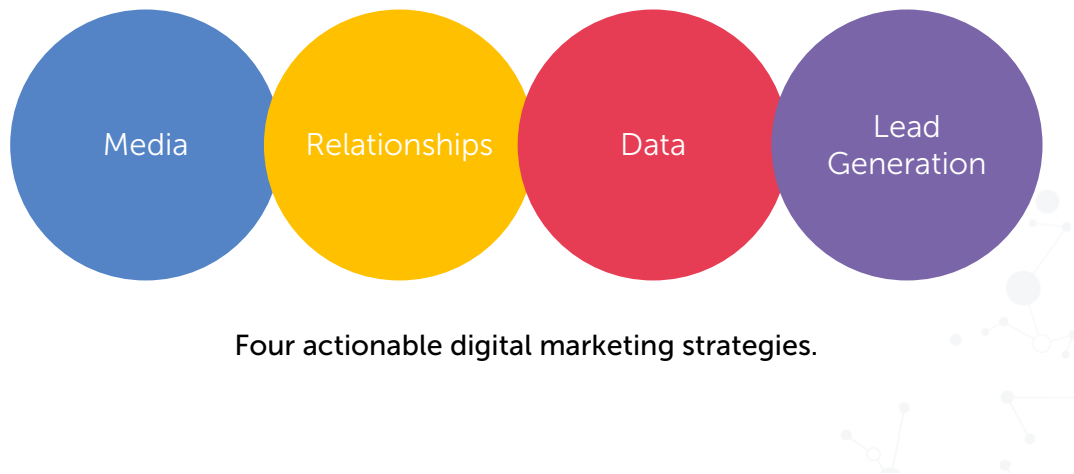 Media
Relationships
Data
Lead
Generation
Four actionable digital marketing strategies.